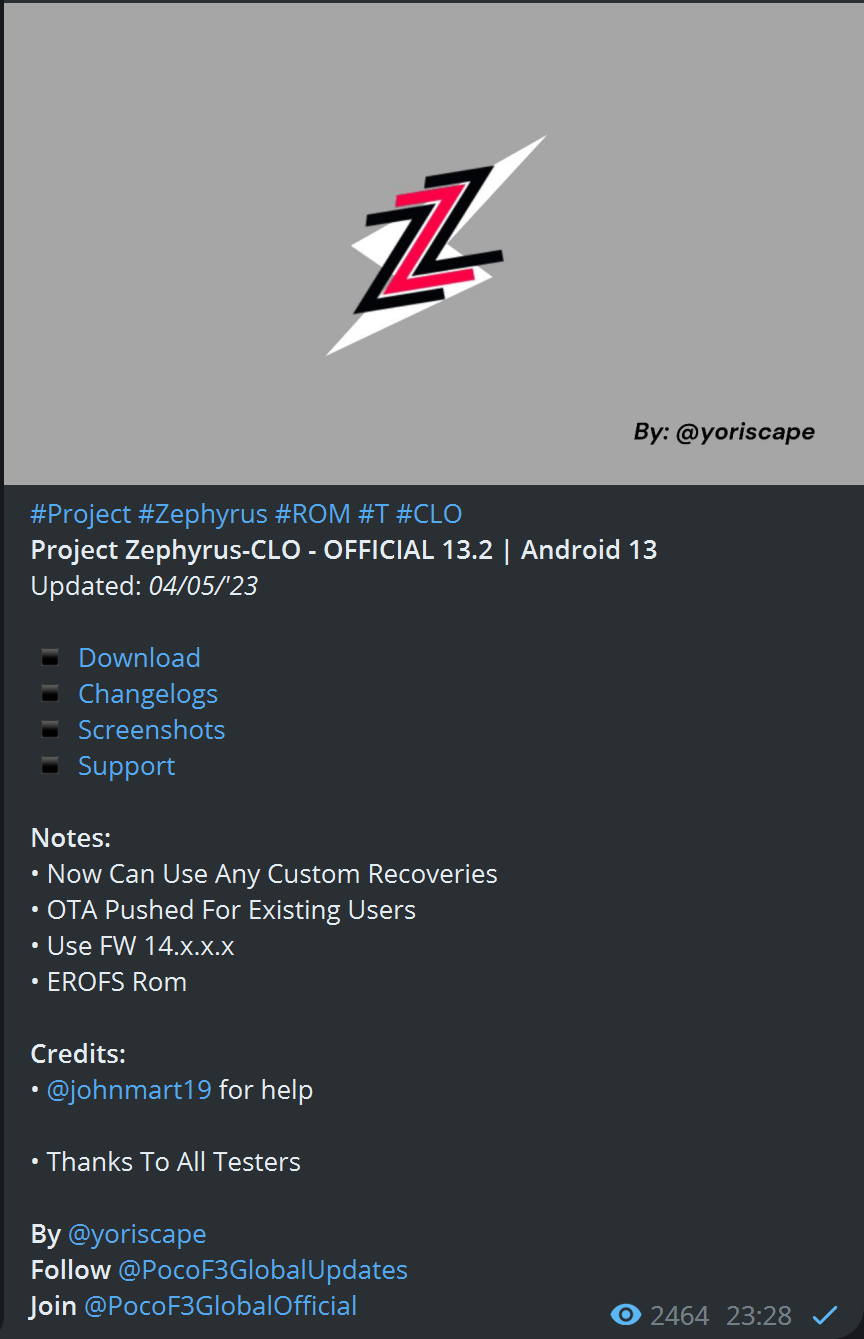 By: @yoriscape
#Project #Zephyrus #ROM #T #CLO
Project Zephyrus-CLO - OFFICIAL 13.2 | Android 13
Updated: 04/05/'23
▪ Download
▪ Changelogs
▪ Screenshots
▪ Support
Notes:
• Now Can Use Any Custom Recoveries
• OTA Pushed For Existing Users
• Use FW 14.x.x.x
• EROFS Rom
Credits:
• @johnmart19 for help
• Thanks To All Testers
By @yoriscape
Follow @PocoF3GlobalUpdates
Join @PocoF3GlobalOfficial
2464 23:28